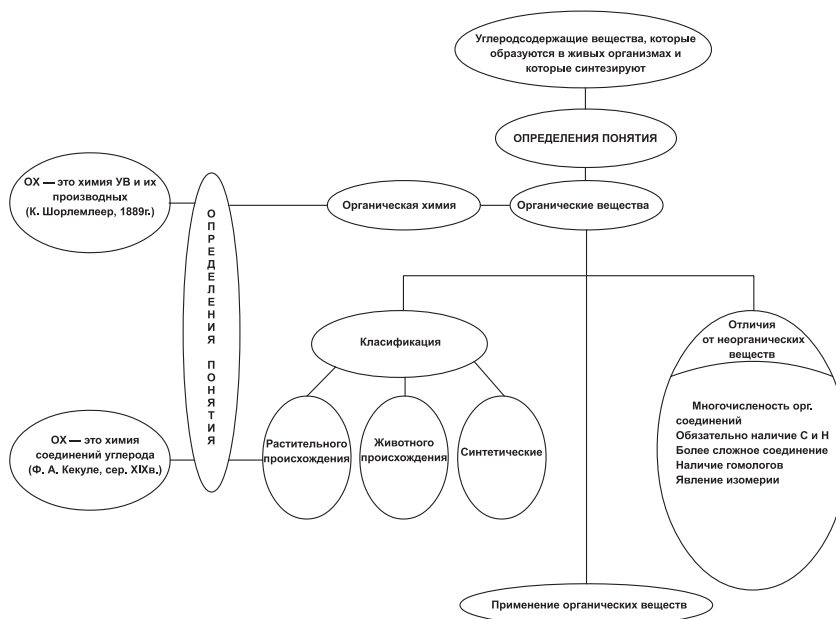 Углеродсодержащие вещества, которые
образуются в живых организмах и
которые синтезируют
ОПРЕДЕЛЕНИЯ ПОНЯТИЯ
ОХ — это химия УВ и их
производных
(К. Шорлемлеер, 1889г.)
ОПРЕДЕЛЕНИЯ ПОНЯТИЯ
Органическая химия
Органические вещества
Класификация
Отличия
от неорганических
веществ
Многочисленость орг.
соединений
Обязательно наличие С и Н
Более сложное соединение
Наличие гомологов
Явление изомерии
ОХ — это химия
соединений углерода
(Ф. А. Кекуле, сер. XIXв.)
Растительного
происхождения
Животного
происхождения
Синтетические
Применение органических веществ